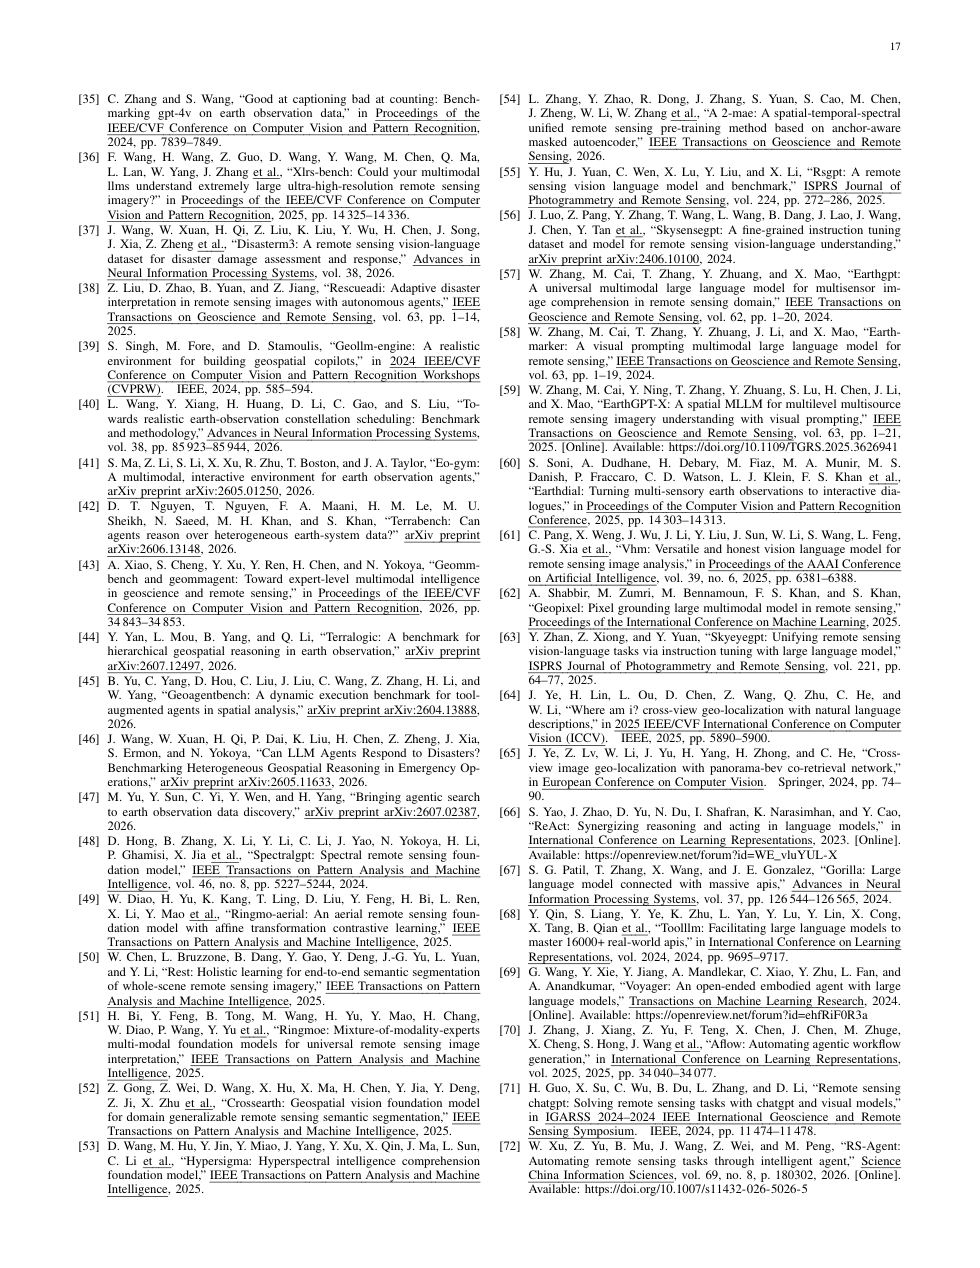 17
[35] C. Zhang and S. Wang, “Good at captioning bad at counting: Bench-
marking gpt-4v on earth observation data,” in Proceedings of the
IEEE/CVF Conference on Computer Vision and Pattern Recognition,
2024, pp. 7839–7849.
[36] F. Wang, H. Wang, Z. Guo, D. Wang, Y. Wang, M. Chen, Q. Ma,
L. Lan, W. Yang, J. Zhang et al., “Xlrs-bench: Could your multimodal
llms understand extremely large ultra-high-resolution remote sensing
imagery?” in Proceedings of the IEEE/CVF Conference on Computer
Vision and Pattern Recognition, 2025, pp. 14 325–14 336.
[37] J. Wang, W. Xuan, H. Qi, Z. Liu, K. Liu, Y. Wu, H. Chen, J. Song,
J. Xia, Z. Zheng et al., “Disasterm3: A remote sensing vision-language
dataset for disaster damage assessment and response,” Advances in
Neural Information Processing Systems, vol. 38, 2026.
[38] Z. Liu, D. Zhao, B. Yuan, and Z. Jiang, “Rescueadi: Adaptive disaster
interpretation in remote sensing images with autonomous agents,” IEEE
Transactions on Geoscience and Remote Sensing, vol. 63, pp. 1–14,
2025.
[39] S. Singh, M. Fore, and D. Stamoulis, “Geollm-engine: A realistic
environment for building geospatial copilots,” in 2024 IEEE/CVF
Conference on Computer Vision and Pattern Recognition Workshops
(CVPRW). IEEE, 2024, pp. 585–594.
[40] L. Wang, Y. Xiang, H. Huang, D. Li, C. Gao, and S. Liu, “To-
wards realistic earth-observation constellation scheduling: Benchmark
and methodology,” Advances in Neural Information Processing Systems,
vol. 38, pp. 85 923–85 944, 2026.
[41] S. Ma, Z. Li, S. Li, X. Xu, R. Zhu, T. Boston, and J. A. Taylor, “Eo-gym:
A multimodal, interactive environment for earth observation agents,”
arXiv preprint arXiv:2605.01250, 2026.
[42] D. T. Nguyen, T. Nguyen, F. A. Maani, H. M. Le, M. U.
Sheikh, N. Saeed, M. H. Khan, and S. Khan, “Terrabench: Can
agents reason over heterogeneous earth-system data?” arXiv preprint
arXiv:2606.13148, 2026.
[43] A. Xiao, S. Cheng, Y. Xu, Y. Ren, H. Chen, and N. Yokoya, “Geomm-
bench and geommagent: Toward expert-level multimodal intelligence
in geoscience and remote sensing,” in Proceedings of the IEEE/CVF
Conference on Computer Vision and Pattern Recognition, 2026, pp.
34 843–34 853.
[44] Y. Yan, L. Mou, B. Yang, and Q. Li, “Terralogic: A benchmark for
hierarchical geospatial reasoning in earth observation,” arXiv preprint
arXiv:2607.12497, 2026.
[45] B. Yu, C. Yang, D. Hou, C. Liu, J. Liu, C. Wang, Z. Zhang, H. Li, and
W. Yang, “Geoagentbench: A dynamic execution benchmark for tool-
augmented agents in spatial analysis,” arXiv preprint arXiv:2604.13888,
2026.
[46] J. Wang, W. Xuan, H. Qi, P. Dai, K. Liu, H. Chen, Z. Zheng, J. Xia,
S. Ermon, and N. Yokoya, “Can LLM Agents Respond to Disasters?
Benchmarking Heterogeneous Geospatial Reasoning in Emergency Op-
erations,” arXiv preprint arXiv:2605.11633, 2026.
[47] M. Yu, Y. Sun, C. Yi, Y. Wen, and H. Yang, “Bringing agentic search
to earth observation data discovery,” arXiv preprint arXiv:2607.02387,
2026.
[48] D. Hong, B. Zhang, X. Li, Y. Li, C. Li, J. Yao, N. Yokoya, H. Li,
P. Ghamisi, X. Jia et al., “Spectralgpt: Spectral remote sensing foun-
dation model,” IEEE Transactions on Pattern Analysis and Machine
Intelligence, vol. 46, no. 8, pp. 5227–5244, 2024.
[49] W. Diao, H. Yu, K. Kang, T. Ling, D. Liu, Y. Feng, H. Bi, L. Ren,
X. Li, Y. Mao et al., “Ringmo-aerial: An aerial remote sensing foun-
dation model with affine transformation contrastive learning,” IEEE
Transactions on Pattern Analysis and Machine Intelligence, 2025.
[50] W. Chen, L. Bruzzone, B. Dang, Y. Gao, Y. Deng, J.-G. Yu, L. Yuan,
and Y. Li, “Rest: Holistic learning for end-to-end semantic segmentation
of whole-scene remote sensing imagery,” IEEE Transactions on Pattern
Analysis and Machine Intelligence, 2025.
[51] H. Bi, Y. Feng, B. Tong, M. Wang, H. Yu, Y. Mao, H. Chang,
W. Diao, P. Wang, Y. Yu et al., “Ringmoe: Mixture-of-modality-experts
multi-modal foundation models for universal remote sensing image
interpretation,” IEEE Transactions on Pattern Analysis and Machine
Intelligence, 2025.
[52] Z. Gong, Z. Wei, D. Wang, X. Hu, X. Ma, H. Chen, Y. Jia, Y. Deng,
Z. Ji, X. Zhu et al., “Crossearth: Geospatial vision foundation model
for domain generalizable remote sensing semantic segmentation,” IEEE
Transactions on Pattern Analysis and Machine Intelligence, 2025.
[53] D. Wang, M. Hu, Y. Jin, Y. Miao, J. Yang, Y. Xu, X. Qin, J. Ma, L. Sun,
C. Li et al., “Hypersigma: Hyperspectral intelligence comprehension
foundation model,” IEEE Transactions on Pattern Analysis and Machine
Intelligence, 2025.
[54] L. Zhang, Y. Zhao, R. Dong, J. Zhang, S. Yuan, S. Cao, M. Chen,
J. Zheng, W. Li, W. Zhang et al., “A 2-mae: A spatial-temporal-spectral
unified remote sensing pre-training method based on anchor-aware
masked autoencoder,” IEEE Transactions on Geoscience and Remote
Sensing, 2026.
[55] Y. Hu, J. Yuan, C. Wen, X. Lu, Y. Liu, and X. Li, “Rsgpt: A remote
sensing vision language model and benchmark,” ISPRS Journal of
Photogrammetry and Remote Sensing, vol. 224, pp. 272–286, 2025.
[56] J. Luo, Z. Pang, Y. Zhang, T. Wang, L. Wang, B. Dang, J. Lao, J. Wang,
J. Chen, Y. Tan et al., “Skysensegpt: A fine-grained instruction tuning
dataset and model for remote sensing vision-language understanding,”
arXiv preprint arXiv:2406.10100, 2024.
[57] W. Zhang, M. Cai, T. Zhang, Y. Zhuang, and X. Mao, “Earthgpt:
A universal multimodal large language model for multisensor im-
age comprehension in remote sensing domain,” IEEE Transactions on
Geoscience and Remote Sensing, vol. 62, pp. 1–20, 2024.
[58] W. Zhang, M. Cai, T. Zhang, Y. Zhuang, J. Li, and X. Mao, “Earth-
marker: A visual prompting multimodal large language model for
remote sensing,” IEEE Transactions on Geoscience and Remote Sensing,
vol. 63, pp. 1–19, 2024.
[59] W. Zhang, M. Cai, Y. Ning, T. Zhang, Y. Zhuang, S. Lu, H. Chen, J. Li,
and X. Mao, “EarthGPT-X: A spatial MLLM for multilevel multisource
remote sensing imagery understanding with visual prompting,” IEEE
Transactions on Geoscience and Remote Sensing, vol. 63, pp. 1–21,
2025. [Online]. Available: https://doi.org/10.1109/TGRS.2025.3626941
[60] S. Soni, A. Dudhane, H. Debary, M. Fiaz, M. A. Munir, M. S.
Danish, P. Fraccaro, C. D. Watson, L. J. Klein, F. S. Khan et al.,
“Earthdial: Turning multi-sensory earth observations to interactive dia-
logues,” in Proceedings of the Computer Vision and Pattern Recognition
Conference, 2025, pp. 14 303–14 313.
[61] C. Pang, X. Weng, J. Wu, J. Li, Y. Liu, J. Sun, W. Li, S. Wang, L. Feng,
G.-S. Xia et al., “Vhm: Versatile and honest vision language model for
remote sensing image analysis,” in Proceedings of the AAAI Conference
on Artificial Intelligence, vol. 39, no. 6, 2025, pp. 6381–6388.
[62] A. Shabbir, M. Zumri, M. Bennamoun, F. S. Khan, and S. Khan,
“Geopixel: Pixel grounding large multimodal model in remote sensing,”
Proceedings of the International Conference on Machine Learning, 2025.
[63] Y. Zhan, Z. Xiong, and Y. Yuan, “Skyeyegpt: Unifying remote sensing
vision-language tasks via instruction tuning with large language model,”
ISPRS Journal of Photogrammetry and Remote Sensing, vol. 221, pp.
64–77, 2025.
[64] J. Ye, H. Lin, L. Ou, D. Chen, Z. Wang, Q. Zhu, C. He, and
W. Li, “Where am i? cross-view geo-localization with natural language
descriptions,” in 2025 IEEE/CVF International Conference on Computer
Vision (ICCV). IEEE, 2025, pp. 5890–5900.
[65] J. Ye, Z. Lv, W. Li, J. Yu, H. Yang, H. Zhong, and C. He, “Cross-
view image geo-localization with panorama-bev co-retrieval network,”
in European Conference on Computer Vision. Springer, 2024, pp. 74–
90.
[66] S. Yao, J. Zhao, D. Yu, N. Du, I. Shafran, K. Narasimhan, and Y. Cao,
“ReAct: Synergizing reasoning and acting in language models,” in
International Conference on Learning Representations, 2023. [Online].
Available: https://openreview.net/forum?id=WE_vluYUL-X
[67] S. G. Patil, T. Zhang, X. Wang, and J. E. Gonzalez, “Gorilla: Large
language model connected with massive apis,” Advances in Neural
Information Processing Systems, vol. 37, pp. 126 544–126 565, 2024.
[68] Y. Qin, S. Liang, Y. Ye, K. Zhu, L. Yan, Y. Lu, Y. Lin, X. Cong,
X. Tang, B. Qian et al., “Toolllm: Facilitating large language models to
master 16000+ real-world apis,” in International Conference on Learning
Representations, vol. 2024, 2024, pp. 9695–9717.
[69] G. Wang, Y. Xie, Y. Jiang, A. Mandlekar, C. Xiao, Y. Zhu, L. Fan, and
A. Anandkumar, “Voyager: An open-ended embodied agent with large
language models,” Transactions on Machine Learning Research, 2024.
[Online]. Available: https://openreview.net/forum?id=ehfRiF0R3a
[70] J. Zhang, J. Xiang, Z. Yu, F. Teng, X. Chen, J. Chen, M. Zhuge,
X. Cheng, S. Hong, J. Wang et al., “Aflow: Automating agentic workflow
generation,” in International Conference on Learning Representations,
vol. 2025, 2025, pp. 34 040–34 077.
[71] H. Guo, X. Su, C. Wu, B. Du, L. Zhang, and D. Li, “Remote sensing
chatgpt: Solving remote sensing tasks with chatgpt and visual models,”
in IGARSS 2024–2024 IEEE International Geoscience and Remote
Sensing Symposium. IEEE, 2024, pp. 11 474–11 478.
[72] W. Xu, Z. Yu, B. Mu, J. Wang, Z. Wei, and M. Peng, “RS-Agent:
Automating remote sensing tasks through intelligent agent,” Science
China Information Sciences, vol. 69, no. 8, p. 180302, 2026. [Online].
Available: https://doi.org/10.1007/s11432-026-5026-5